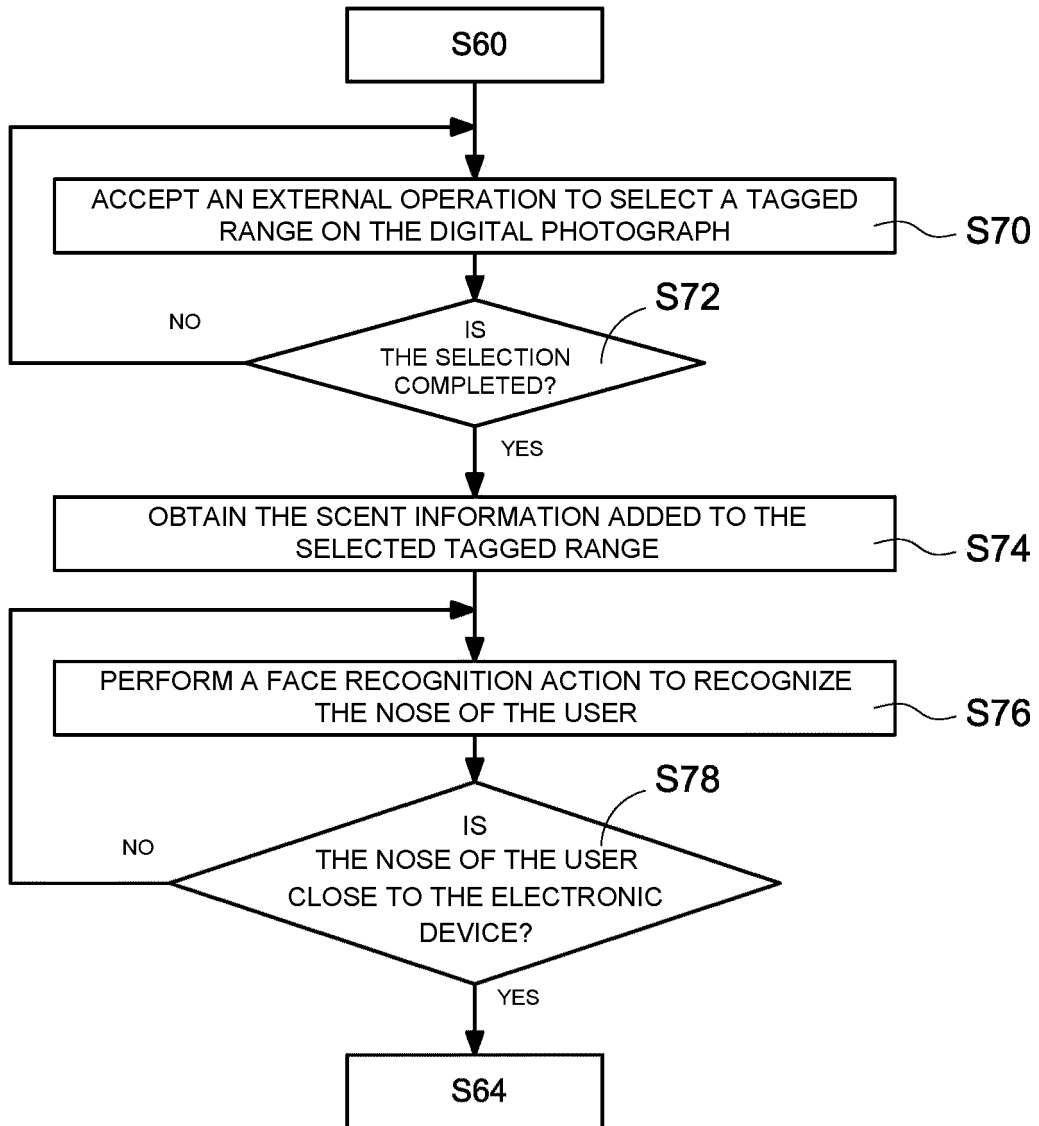 S60
ACCEPT AN EXTERNAL OPERATION TO SELECT A TAGGED
RANGE ON THE DIGITAL PHOTOGRAPH
S70
S72
NO
IS
THE SELECTION
COMPLETED?
YES
OBTAIN THE SCENT INFORMATION ADDED TO THE
SELECTED TAGGED RANGE
S74
PERFORM A FACE RECOGNITION ACTION TO RECOGNIZE
THE NOSE OF THE USER
S76
S78
NO
IS
THE NOSE OF THE USER
CLOSE TO THE ELECTRONIC
DEVICE?
YES
S64